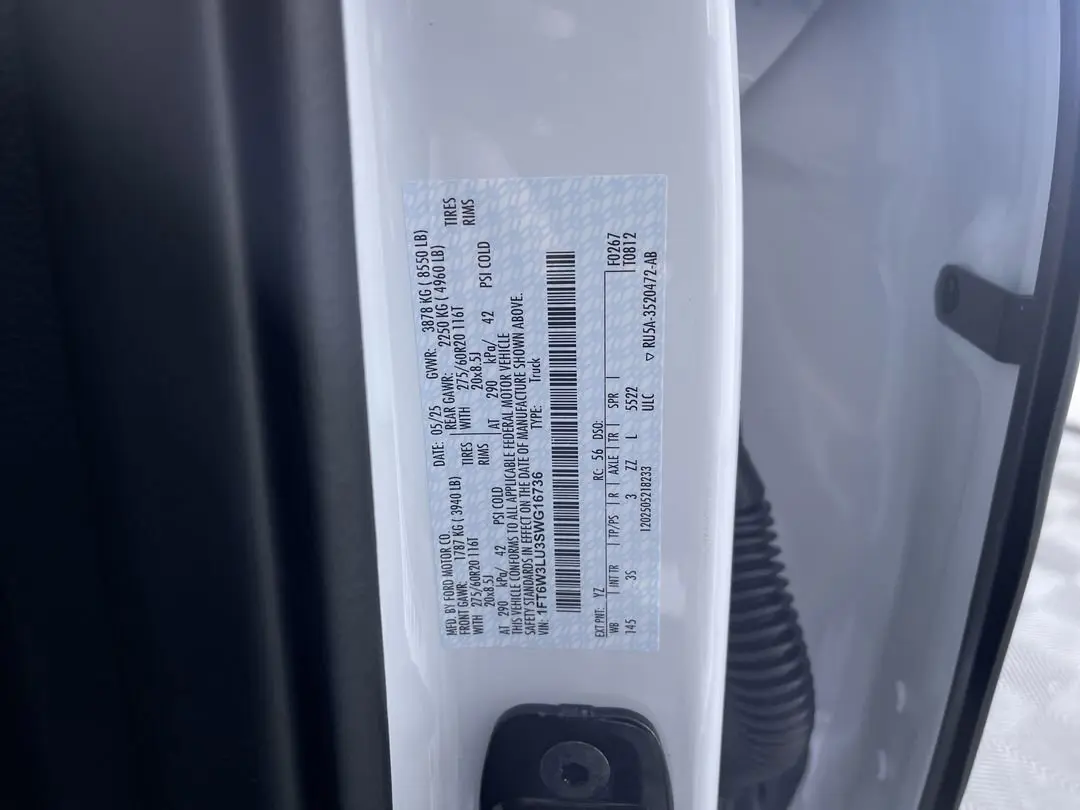 MFD. BY FORD MOTOR CO.
DATE: 05/25 GVWR: 3878 KG ( 8550 LB)
FRONT GAWR: 1787 KG ( 3940 LB) REAR GAWR: 2250 KG ( 4960 LB)
WITH 275/60R20 116T TIRES WITH 275/60R20 116T TIRES
20x8.5J RIMS 20x8.5J RIMS
AT 290 kPa/ 42 PSI COLD AT 290 kPa/ 42 PSI COLD
THIS VEHICLE CONFORMS TO ALL APPLICABLE FEDERAL MOTOR VEHICLE
SAFETY STANDARDS IN EFFECT ON THE DATE OF MANUFACTURE SHOWN ABOVE.
VIN: 1FT6W3LU3SWG16736 TYPE: Truck
EXT PNT: YZ RC: 56 DSO: F0267
WB INT TR TP/PS R AXLE TR SPR T0812
145 3S 3 ZZ L 5522
1202505218233 ULC
▽ RU5A-3520472-AB